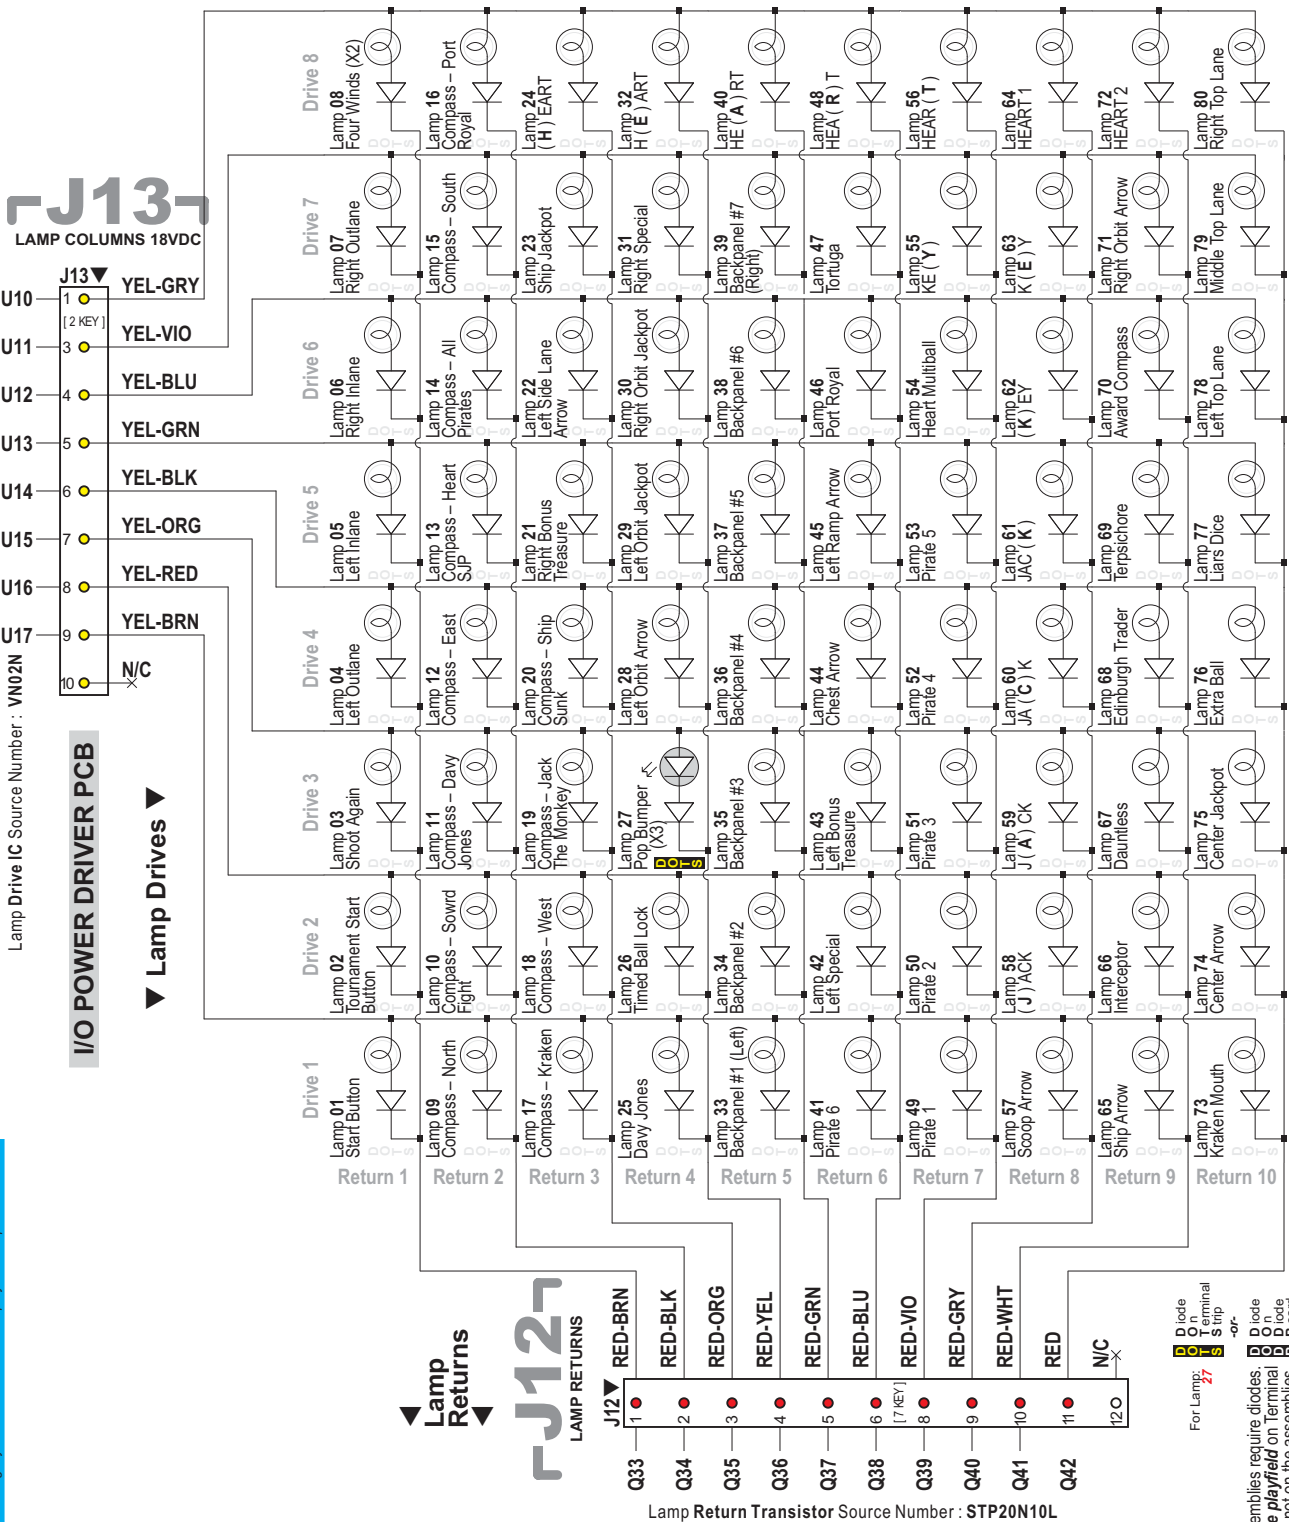 J13
LAMP COLUMNS 18VDC
J13▼
U10 1 YEL-GRY
[ 2 KEY ]
U11 3 YEL-VIO
U12 4 YEL-BLU
U13 5 YEL-GRN
U14 6 YEL-BLK
U15 7 YEL-ORG
U16 8 YEL-RED
U17 9 YEL-BRN
10 N/C
Lamp Drive IC Source Number : VN02N
I/O POWER DRIVER PCB
▼ Lamp Drives ▼
Drive 8
Lamp 08
Four Winds (X2)
Lamp 16
Compass – Port
Royal
Lamp 24
( H ) EART
Lamp 32
H ( E ) ART
Lamp 40
HE ( A ) RT
Lamp 48
HEA ( R ) T
Lamp 56
HEAR ( T )
Lamp 64
HEART 1
Lamp 72
HEART 2
Lamp 80
Right Top Lane
Drive 7
Lamp 07
Right Outlane
Lamp 15
Compass – South
Lamp 23
Ship Jackpot
Lamp 31
Right Special
Lamp 39
Backpanel #7
(Right)
Lamp 47
Tortuga
Lamp 55
KE ( Y )
Lamp 63
K ( E ) Y
Lamp 71
Right Orbit Arrow
Lamp 79
Middle Top Lane
Drive 6
Lamp 06
Right Inlane
Lamp 14
Compass – All
Pirates
Lamp 22
Left Side Lane
Arrow
Lamp 30
Right Orbit Jackpot
Lamp 38
Backpanel #6
Lamp 46
Port Royal
Lamp 54
Heart Multiball
Lamp 62
( K ) EY
Lamp 70
Award Compass
Lamp 78
Left Top Lane
Drive 5
Lamp 05
Left Inlane
Lamp 13
Compass – Heart
SJP
Lamp 21
Right Bonus
Treasure
Lamp 29
Left Orbit Jackpot
Lamp 37
Backpanel #5
Lamp 45
Left Ramp Arrow
Lamp 53
Pirate 5
Lamp 61
JAC ( K )
Lamp 69
Terpsichore
Lamp 77
Liars Dice
Drive 4
Lamp 04
Left Outlane
Lamp 12
Compass – East
Lamp 20
Compass – Ship
Sunk
Lamp 28
Left Orbit Arrow
Lamp 36
Backpanel #4
Lamp 44
Chest Arrow
Lamp 52
Pirate 4
Lamp 60
JA ( C ) K
Lamp 68
Edinburgh Trader
Lamp 76
Extra Ball
Drive 3
Lamp 03
Shoot Again
Lamp 11
Compass – Davy
Jones
Lamp 19
Compass – Jack
The Monkey
Lamp 27
Pop Bumper
(X3)
DOTS
Lamp 35
Backpanel #3
Lamp 43
Left Bonus
Treasure
Lamp 51
Pirate 3
Lamp 59
J ( A ) CK
Lamp 67
Dauntless
Lamp 75
Center Jackpot
Drive 2
Lamp 02
Tournament Start
Button
Lamp 10
Compass – Sowrd
Fight
Lamp 18
Compass – West
Lamp 26
Timed Ball Lock
Lamp 34
Backpanel #2
Lamp 42
Left Special
Lamp 50
Pirate 2
Lamp 58
( J ) ACK
Lamp 66
Interceptor
Lamp 74
Center Arrow
Drive 1
Lamp 01
Start Button
Lamp 09
Compass – North
Lamp 17
Compass – Kraken
Lamp 25
Davy Jones
Lamp 33
Backpanel #1 (Left)
Lamp 41
Pirate 6
Lamp 49
Pirate 1
Lamp 57
Scoop Arrow
Lamp 65
Ship Arrow
Lamp 73
Kraken Mouth
Return 1 Return 2 Return 3 Return 4 Return 5 Return 6 Return 7 Return 8 Return 9 Return 10
◀ Lamp Returns ◀
J12
LAMP RETURNS
J12▼
Q33 1 RED-BRN
Q34 2 RED-BLK
Q35 3 RED-ORG
Q36 4 RED-YEL
Q37 5 RED-GRN
Q38 6 RED-BLU
[ 7 KEY ]
Q39 8 RED-VIO
Q40 9 RED-GRY
Q41 10 RED-WHT
Q42 11 RED
12 N/C
Lamp Return Transistor Source Number : STP20N10L
For Lamp:
27
D iode
O n
T erminal
S trip
-or-
D iode
O n
D iode
emblies require diodes.
e playfield on Terminal
not on the assemblies